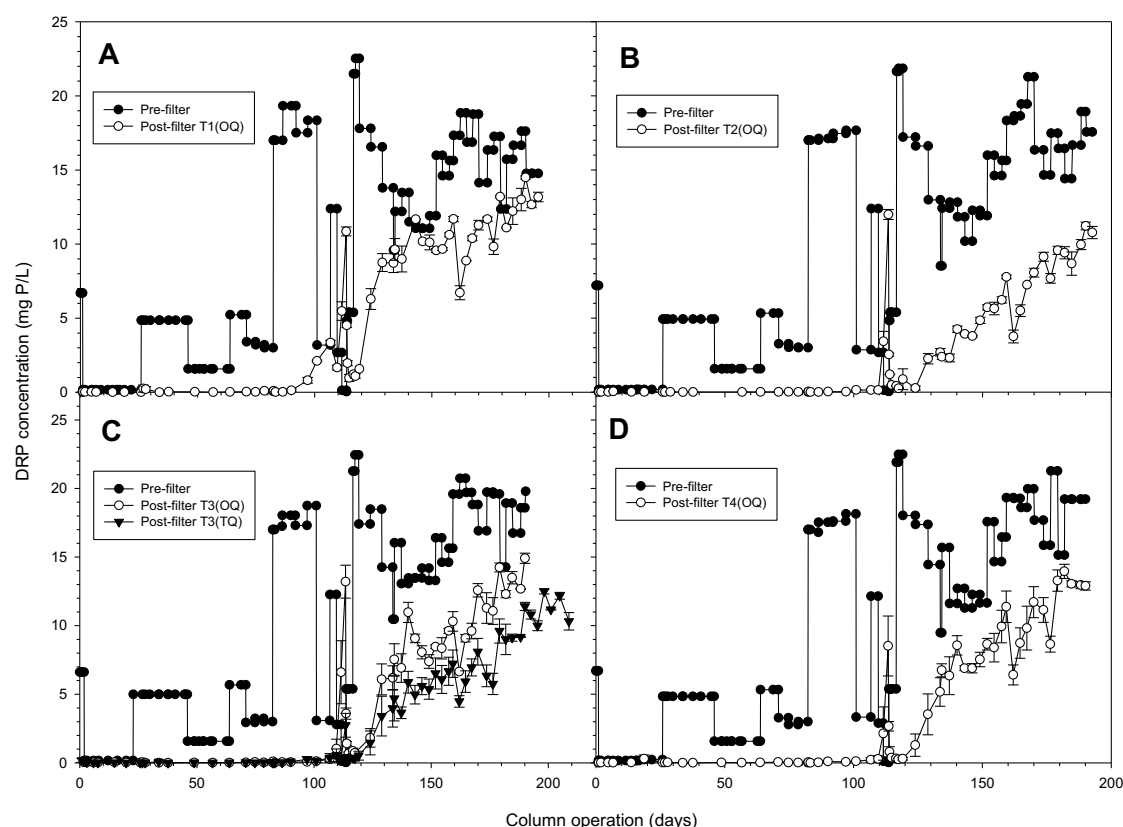 A
Pre-filter
Post-filter T1(OQ)
B
Pre-filter
Post-filter T2(OQ)
25
20
15
10
5
0
C
Pre-filter
Post-filter T3(OQ)
Post-filter T3(TQ)
D
Pre-filter
Post-filter T4(OQ)
25
20
15
10
5
0
DRP concentration (mg P/L)
0 50 100 150 200
0 50 100 150 200
Column operation (days)